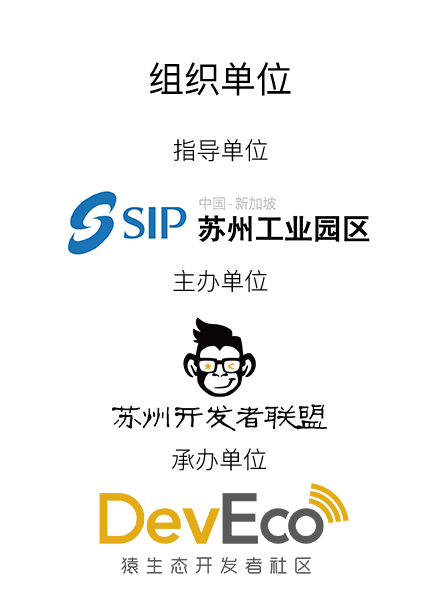 组织单位
指导单位
SIP
中国-新加坡
苏州工业园区
主办单位
苏州开发者联盟
承办单位
DevEco
猿生态开发者社区